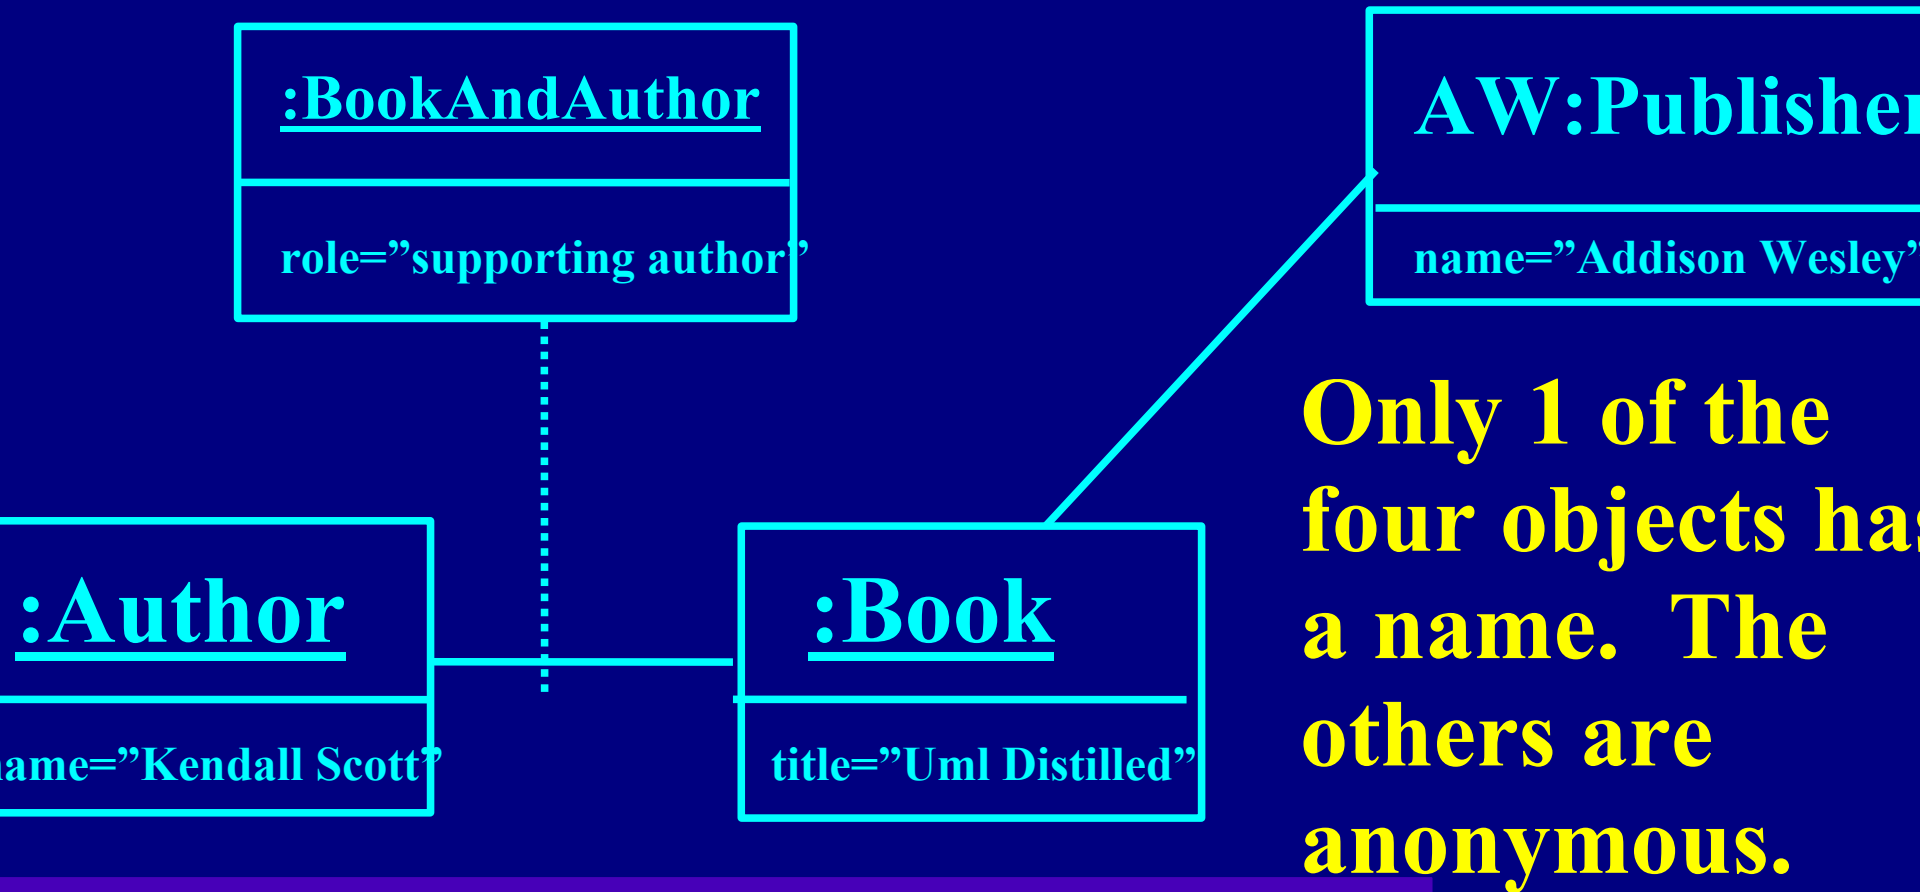 :BookAndAuthor
role=”supporting author”
AW:Publisher
name=”Addison Wesley”
:Author
name=”Kendall Scott”
:Book
title=”Uml Distilled”
Only 1 of the
four objects has
a name.  The
others are
anonymous.